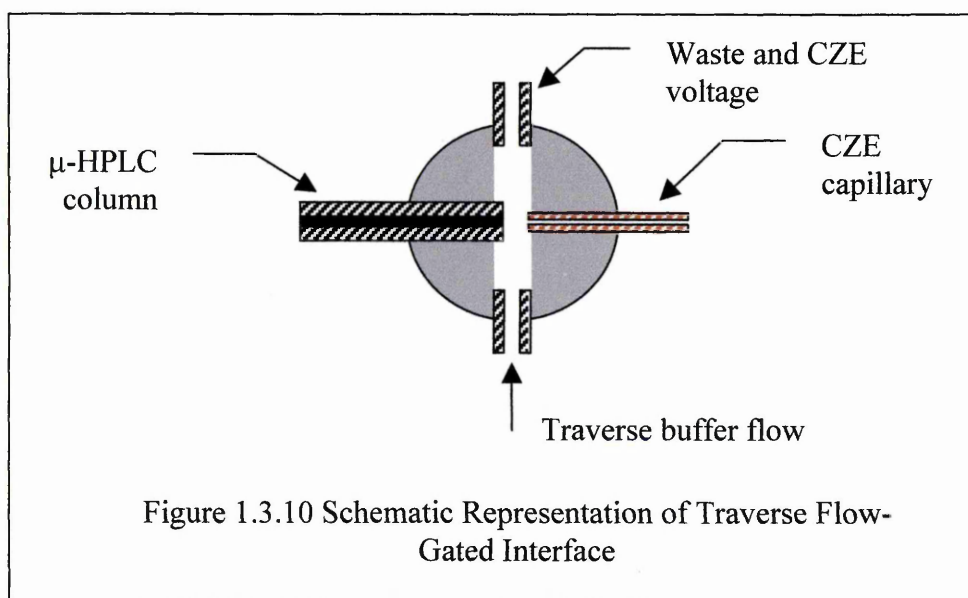 Waste and CZE
voltage
μ-HPLC
column
CZE
capillary
Traverse buffer flow
Figure 1.3.10 Schematic Representation of Traverse Flow-
Gated Interface